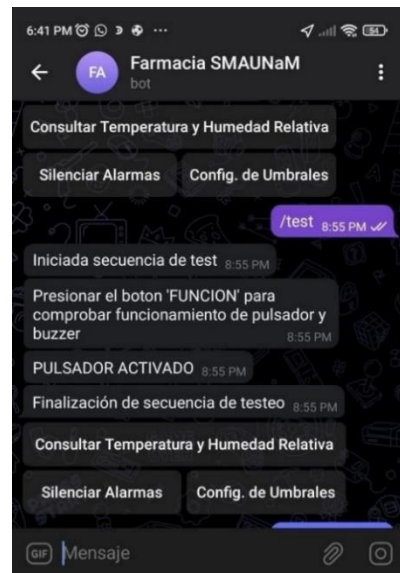 6:41 PM
54
FA
Farmacia SMAUNaM
bot
Consultar Temperatura y Humedad Relativa
Silenciar Alarmas
Config. de Umbrales
/test 8:55 PM
Iniciada secuencia de test 8:55 PM
Presionar el boton 'FUNCION' para
comprobar funcionamiento de pulsador y
buzzer 8:55 PM
PULSADOR ACTIVADO 8:55 PM
Finalización de secuencia de testeo 8:55 PM
Consultar Temperatura y Humedad Relativa
Silenciar Alarmas
Config. de Umbrales
GIF
Mensaje